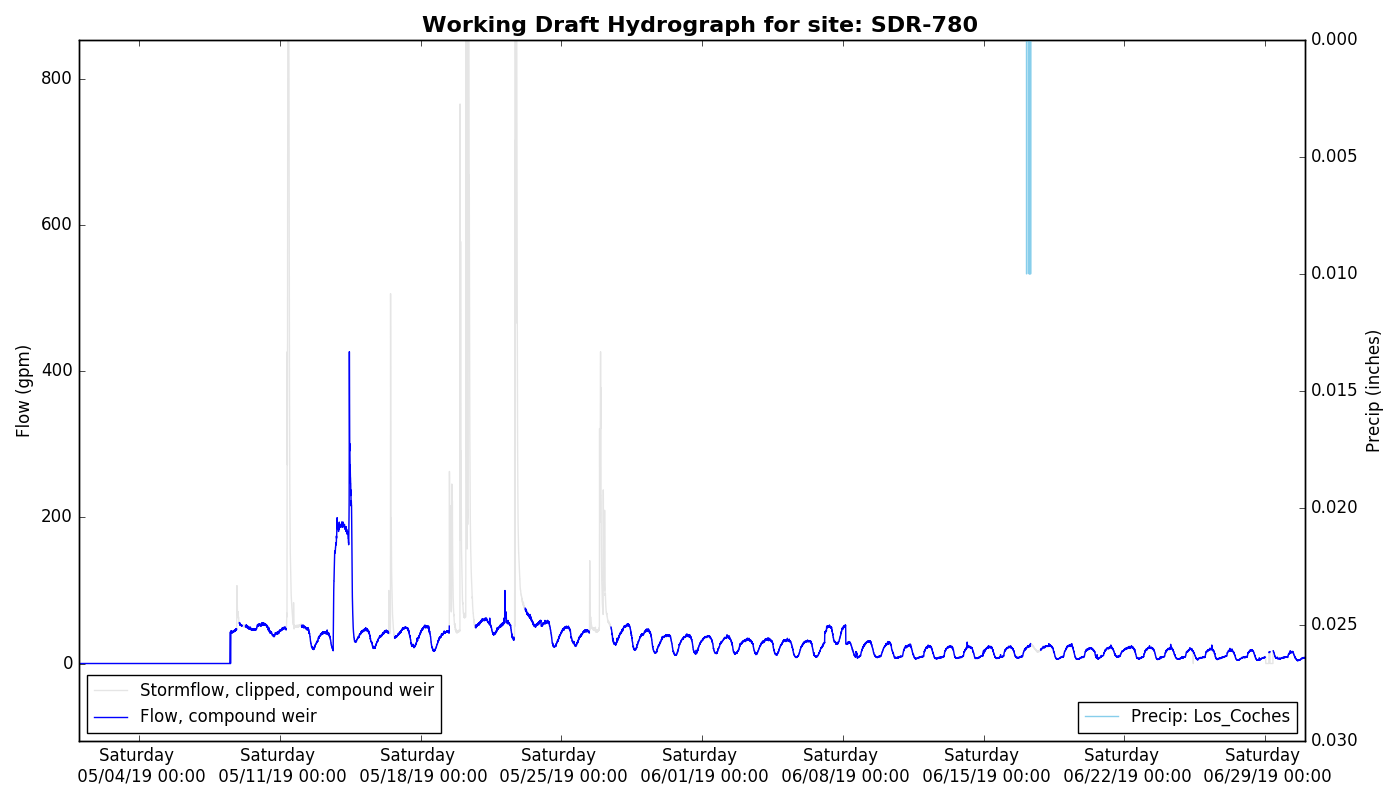 Working Draft Hydrograph for site: SDR-780
800
600
400
200
0
Flow (gpm)
0.000
0.005
0.010
0.015
0.020
0.025
0.030
Precip (inches)
Stormflow, clipped, compound weir
Flow, compound weir
Precip: Los_Coches
Saturday
05/04/19 00:00
Saturday
05/11/19 00:00
Saturday
05/18/19 00:00
Saturday
05/25/19 00:00
Saturday
06/01/19 00:00
Saturday
06/08/19 00:00
Saturday
06/15/19 00:00
Saturday
06/22/19 00:00
Saturday
06/29/19 00:00